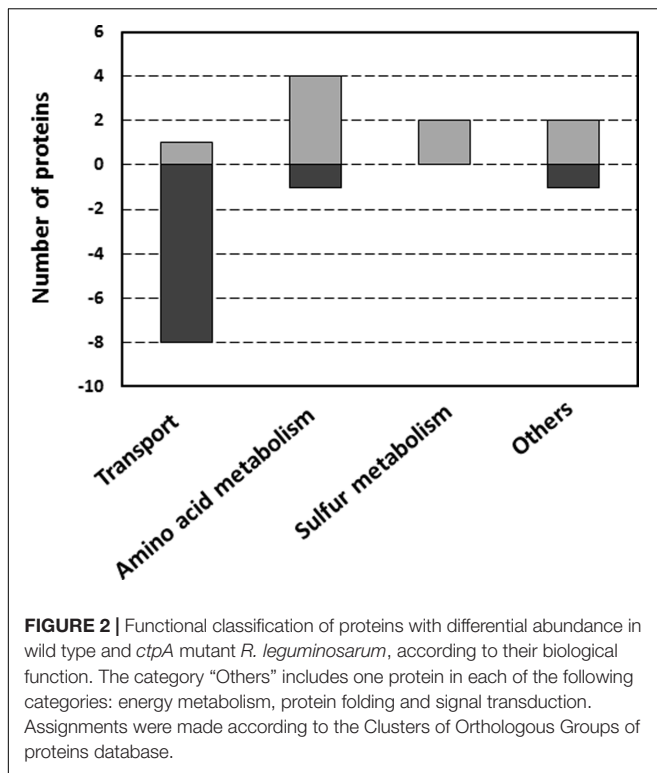 6
4
2
0
-2
-4
-6
-8
-10
Number of proteins
Transport
Amino acid metabolism
Sulfur metabolism
Others
FIGURE 2 | Functional classification of proteins with differential abundance in
wild type and ctpA mutant R. leguminosarum, according to their biological
function. The category “Others” includes one protein in each of the following
categories: energy metabolism, protein folding and signal transduction.
Assignments were made according to the Clusters of Orthologous Groups of
proteins database.